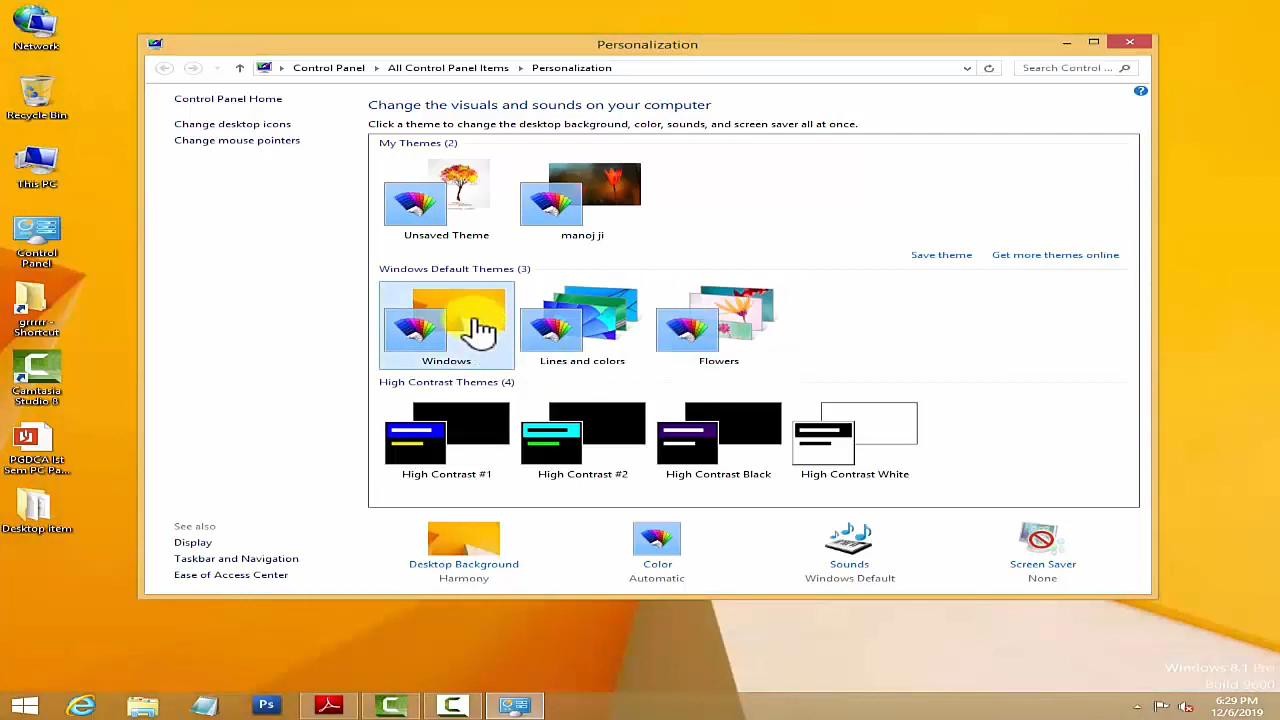 Network
Recycle Bin
This PC
Control
Panel
grrrrr -
Shortcut
Camtasia
Studio 8
PGDCA Ist
Sem PC Pa...
Desktop item
Personalization
Control Panel
All Control Panel Items
Personalization
Search Control ...
Control Panel Home
Change desktop icons
Change mouse pointers
Change the visuals and sounds on your computer
Click a theme to change the desktop background, color, sounds, and screen saver all at once.
My Themes (2)
Unsaved Theme
manoj ji
Save theme
Get more themes online
Windows Default Themes (3)
Windows
Lines and colors
Flowers
High Contrast Themes (4)
High Contrast #1
High Contrast #2
High Contrast Black
High Contrast White
See also
Display
Taskbar and Navigation
Ease of Access Center
Desktop Background
Harmony
Color
Automatic
Sounds
Windows Default
Screen Saver
None
Windows 8.1 Pro
Build 9600
Ps
6:29 PM
12/6/2019